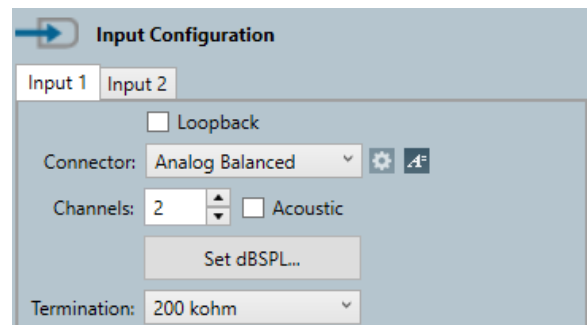 Input Configuration
Input 1 Input 2
Loopback
Connector: Analog Balanced
Channels: 2 Acoustic
Set dBSPL...
Termination: 200 kohm